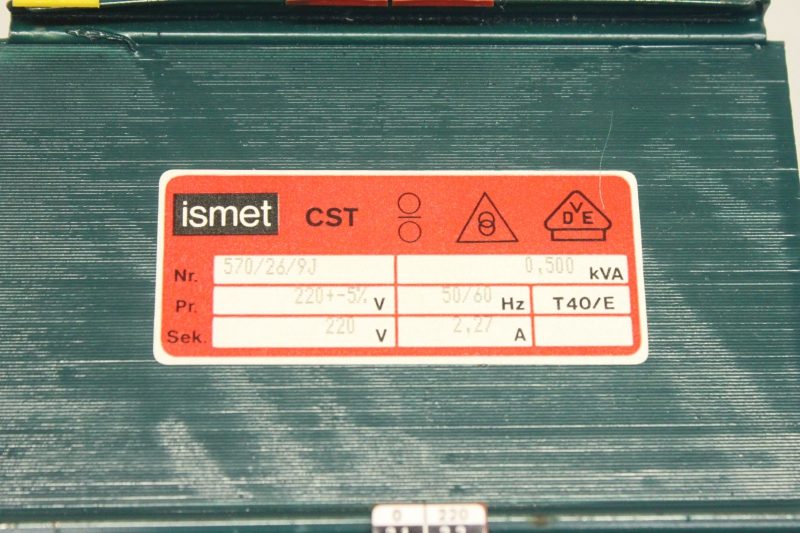 ismet CST VDE
Nr. 570/26/9J 0,500 kVA
Pr. 220+-5% V 50/60 Hz T40/E
Sek. 220 V 2,27 A
0 220